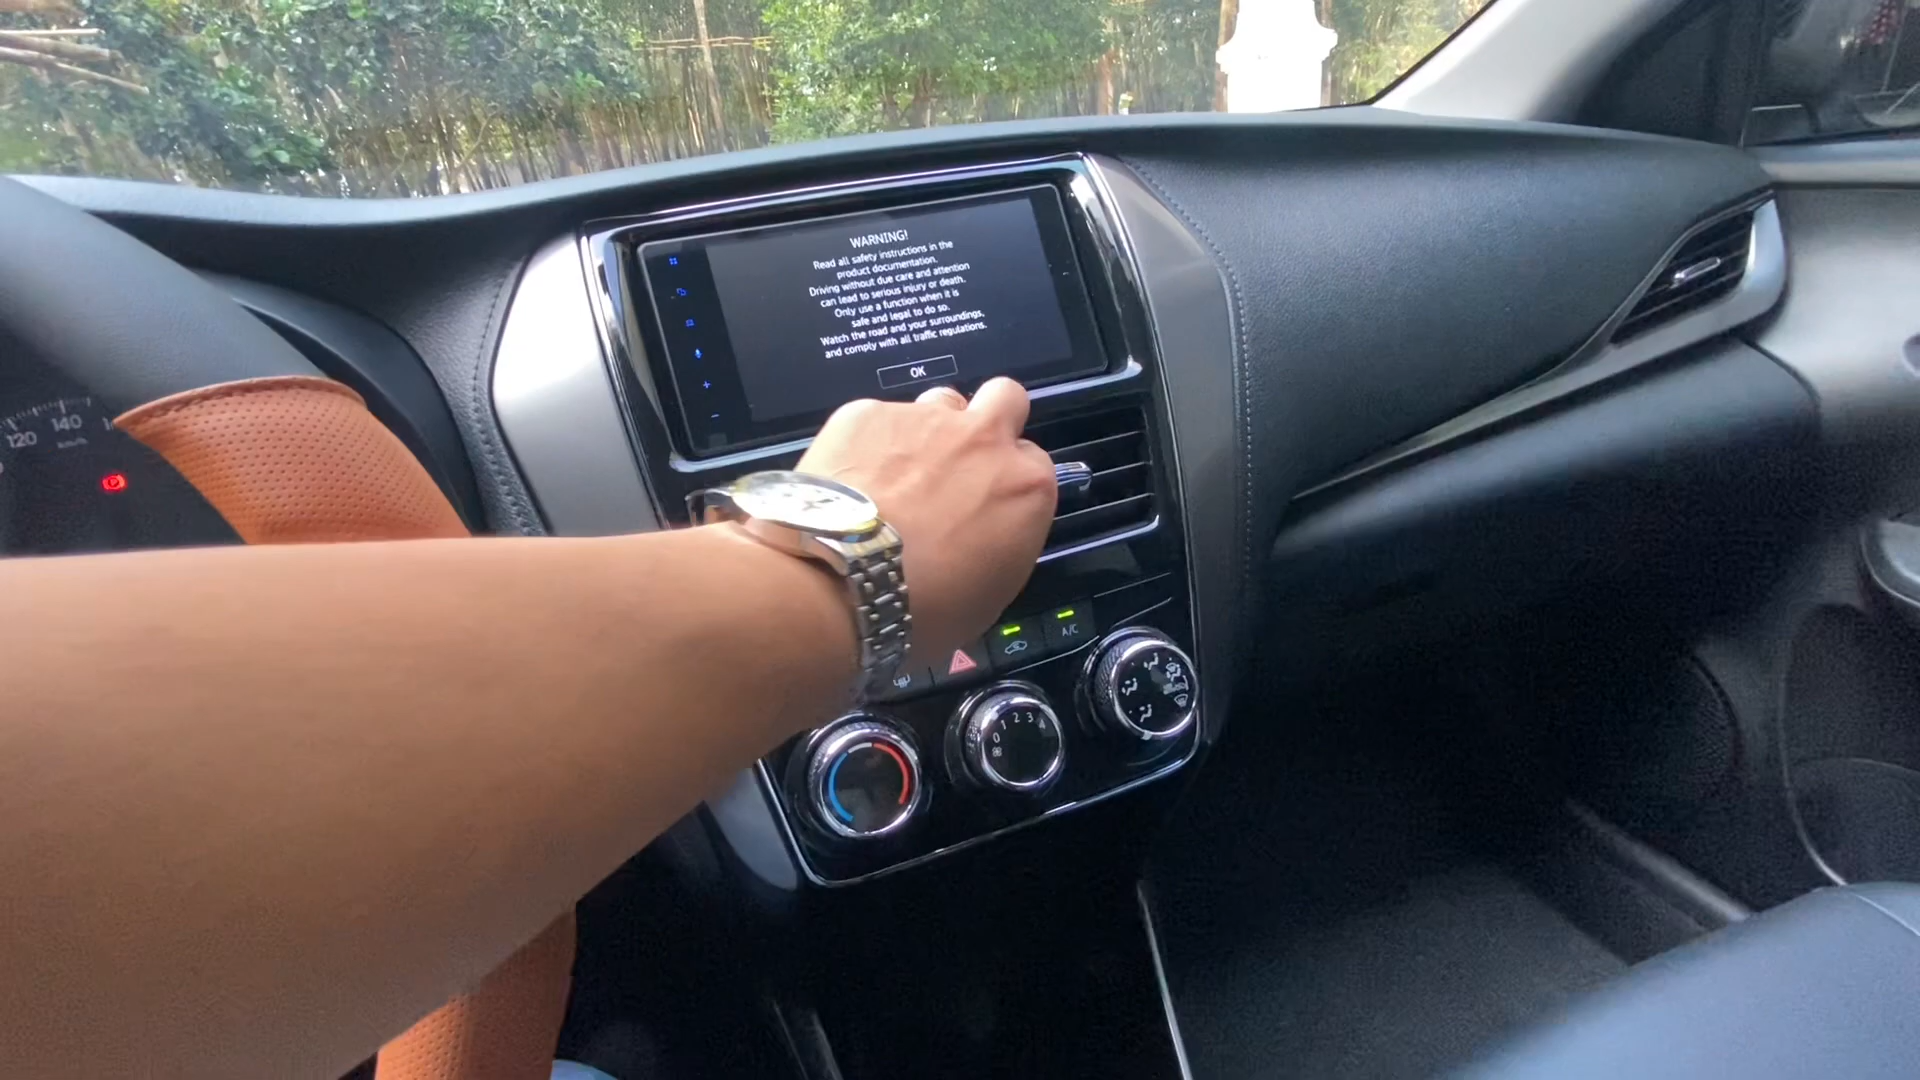 WARNING!
Read all safety instructions in the
product documentation.
Driving without due care and attention
can lead to serious injury or death.
Only use a function when it is
safe and legal to do so.
Watch the road and your surroundings,
and comply with all traffic regulations.
OK
120 140
km/h
A/C
0 1 2 3 4